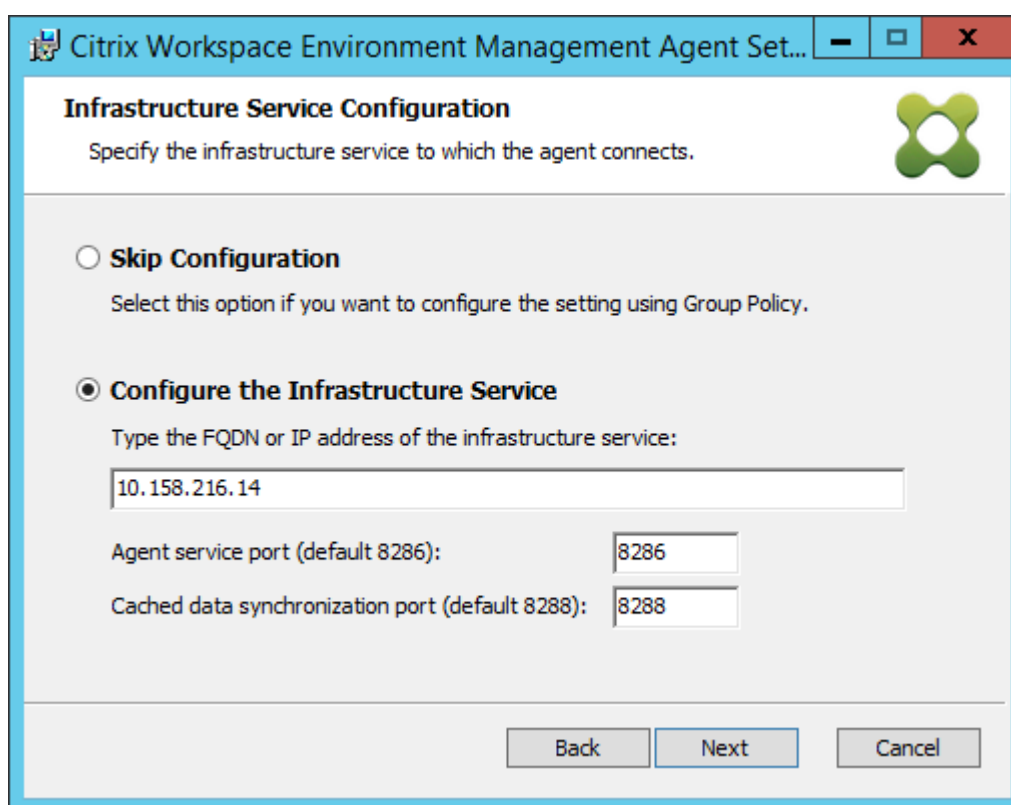 Citrix Workspace Environment Management Agent Set...
Infrastructure Service Configuration
Specify the infrastructure service to which the agent connects.
Skip Configuration
Select this option if you want to configure the setting using Group Policy.
Configure the Infrastructure Service
Type the FQDN or IP address of the infrastructure service:
10.158.216.14
Agent service port (default 8286): 8286
Cached data synchronization port (default 8288): 8288
Back Next Cancel